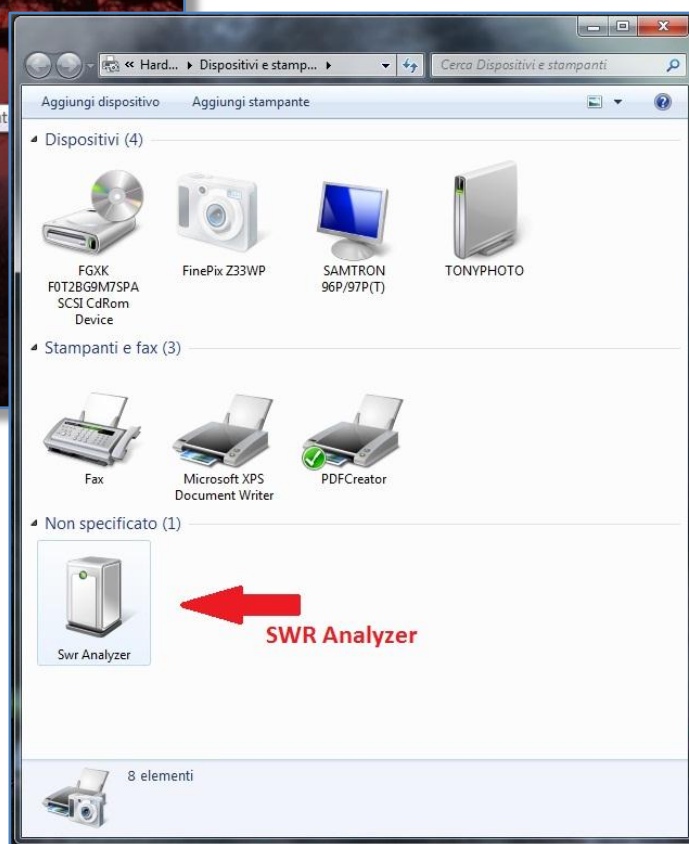 « Hard... ▸ Dispositivi e stamp... ▸
Cerca Dispositivi e stampanti
Aggiungi dispositivo Aggiungi stampante
Dispositivi (4)
FGXK
F0T2BG9M7SPA
SCSI CdRom
Device
FinePix Z33WP
SAMTRON
96P/97P(T)
TONYPHOTO
Stampanti e fax (3)
Fax
Microsoft XPS
Document Writer
PDFCreator
Non specificato (1)
Swr Analyzer
SWR Analyzer
8 elementi